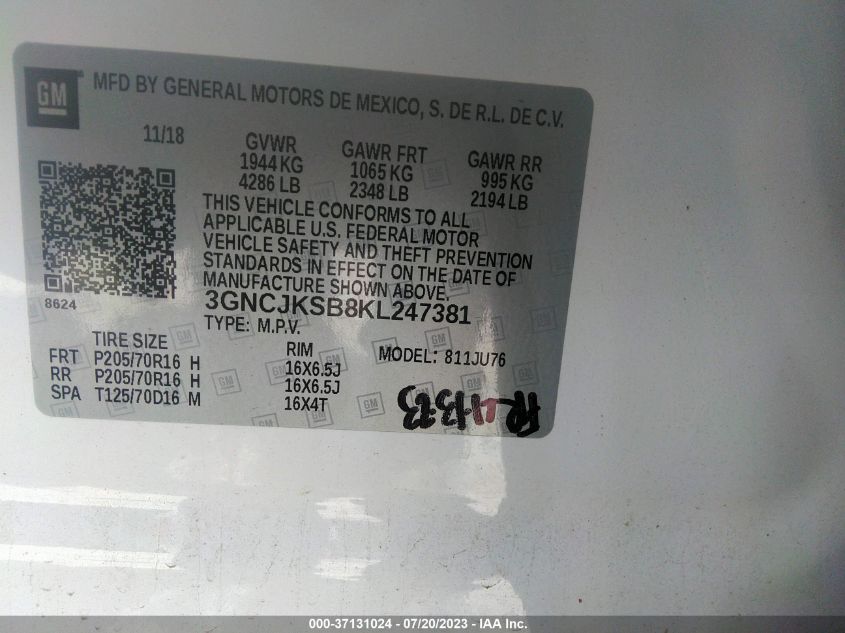 GM
MFD BY GENERAL MOTORS DE MEXICO, S. DE R.L. DE C.V.
11/18
GVWR
1944 KG
4286 LB
GAWR FRT
1065 KG
2348 LB
GAWR RR
995 KG
2194 LB
THIS VEHICLE CONFORMS TO ALL
APPLICABLE U.S. FEDERAL MOTOR
VEHICLE SAFETY AND THEFT PREVENTION
STANDARDS IN EFFECT ON THE DATE OF
MANUFACTURE SHOWN ABOVE.
8624
3GNCJKSB8KL247381
TYPE: M.P.V.
MODEL: 811JU76
TIRE SIZE RIM
FRT P205/70R16 H 16X6.5J
RR P205/70R16 H 16X6.5J
SPA T125/70D16 M 16X4T
000-37131024 - 07/20/2023 - IAA Inc.